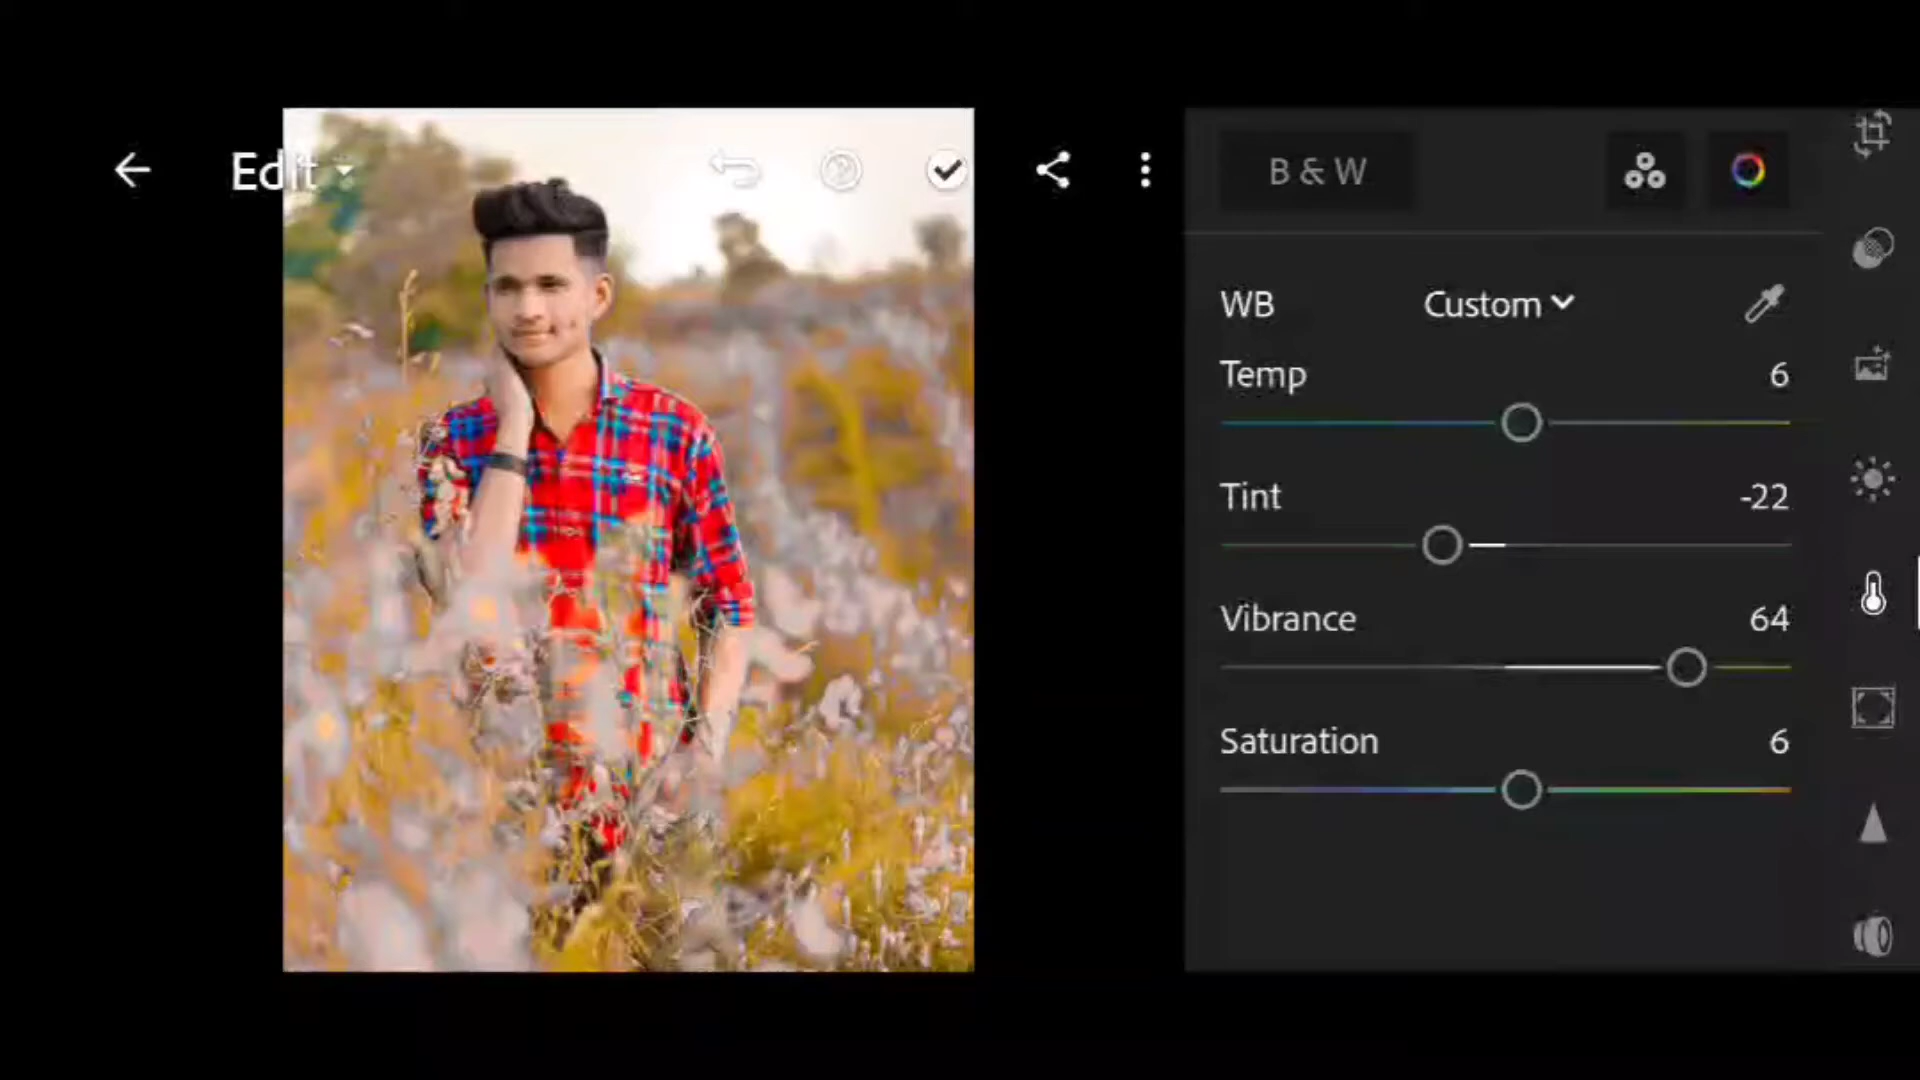 Edit
B & W
WB Custom
Temp 6
Tint -22
Vibrance 64
Saturation 6